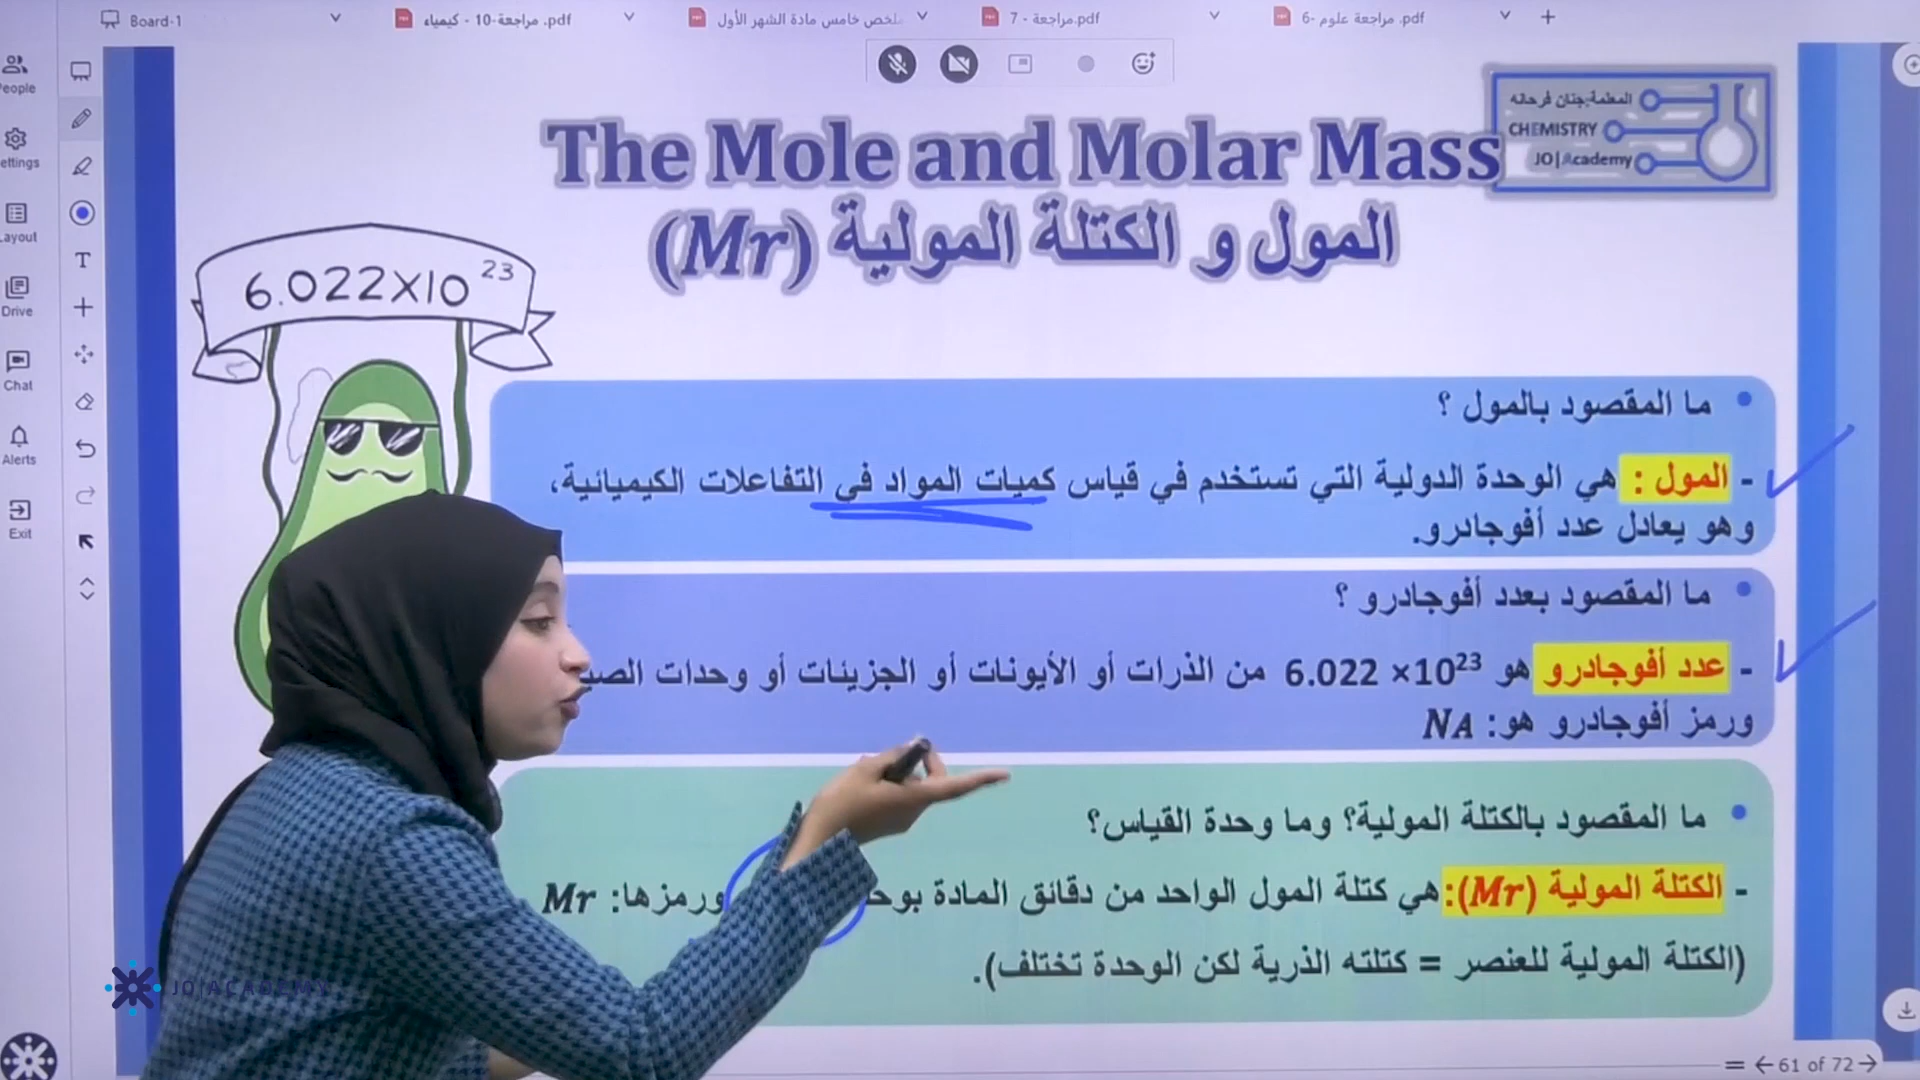 Board-1
مراجعة-10 - كيمياء .pdf
ملخص خامس مادة الشهر الأول
مراجعة - 7.pdf
مراجعة علوم -6 .pdf
People
Settings
Layout
Drive
Chat
Alerts
Exit
T
المعلمة:جنان فرحانه
CHEMISTRY
JO|Academy
The Mole and Molar Mass
المول و الكتلة المولية (Mr)
6.022×10²³
ما المقصود بالمول ؟
- المول : هي الوحدة الدولية التي تستخدم في قياس كميات المواد في التفاعلات الكيميائية،
وهو يعادل عدد أفوجادرو.
ما المقصود بعدد أفوجادرو ؟
- عدد أفوجادرو هو 6.022 ×10²³ من الذرات أو الأيونات أو الجزيئات أو وحدات
ورمز أفوجادرو هو: NA
ما المقصود بالكتلة المولية؟ وما وحدة القياس؟
- الكتلة المولية (Mr): هي كتلة المول الواحد من دقائق المادة ورمزها: Mr
(الكتلة المولية للعنصر = كتلته الذرية لكن الوحدة تختلف).
JO|ACADEMY
61 of 72